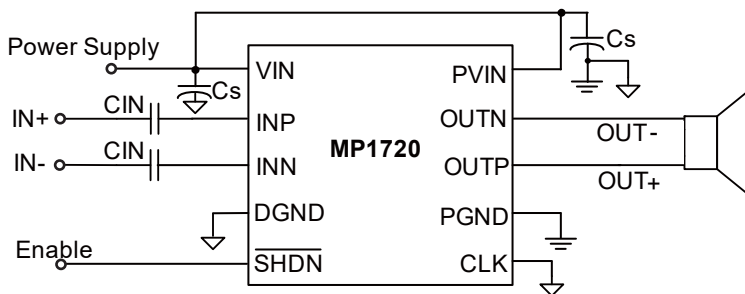 Power Supply
Cs
VIN
PVIN
Cs
CIN
IN+
INP
OUTN
OUT-
MP1720
CIN
IN-
INN
OUTP
OUT+
DGND
PGND
Enable
SHDN
CLK